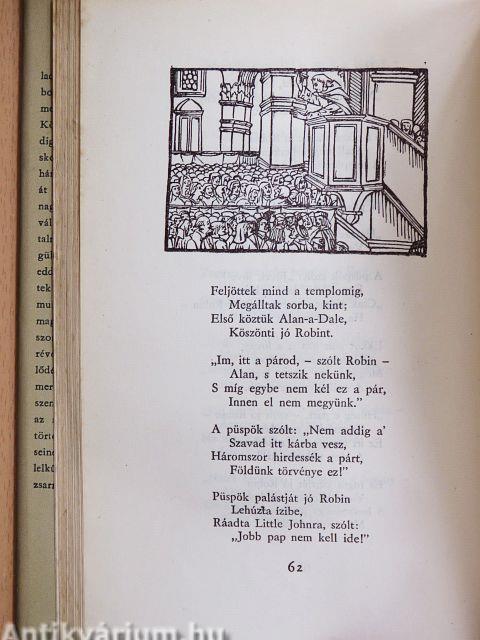 Feljöttek mind a templomig,
Megálltak sorba, kint;
Első köztük Alan-a-Dale,
Köszönti jó Robint.
„Im, itt a párod, – szólt Robin –
Alan, s tetszik nekünk,
S míg egybe nem kél ez a pár,
Innen el nem megyünk.”
A püspök szólt: „Nem addig a'
Szavad itt kárba vesz,
Háromszor hirdessék a párt,
Földünk törvénye ez!”
Püspök palástját jó Robin
Lehúzta ízibe,
Ráadta Little Johnra, szólt:
„Jobb pap nem kell ide!”
62
Antikvárium.hu